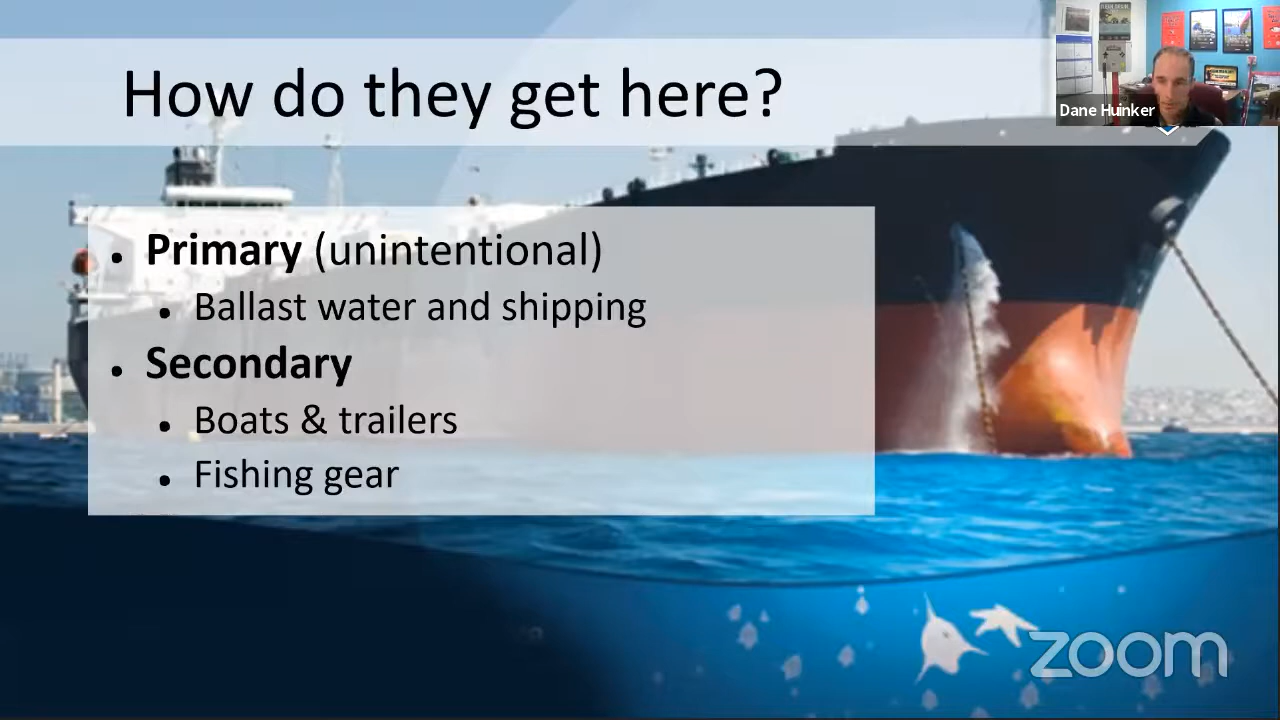 How do they get here?
Dane Huinker
Primary (unintentional)
Ballast water and shipping
Secondary
Boats & trailers
Fishing gear
zoom